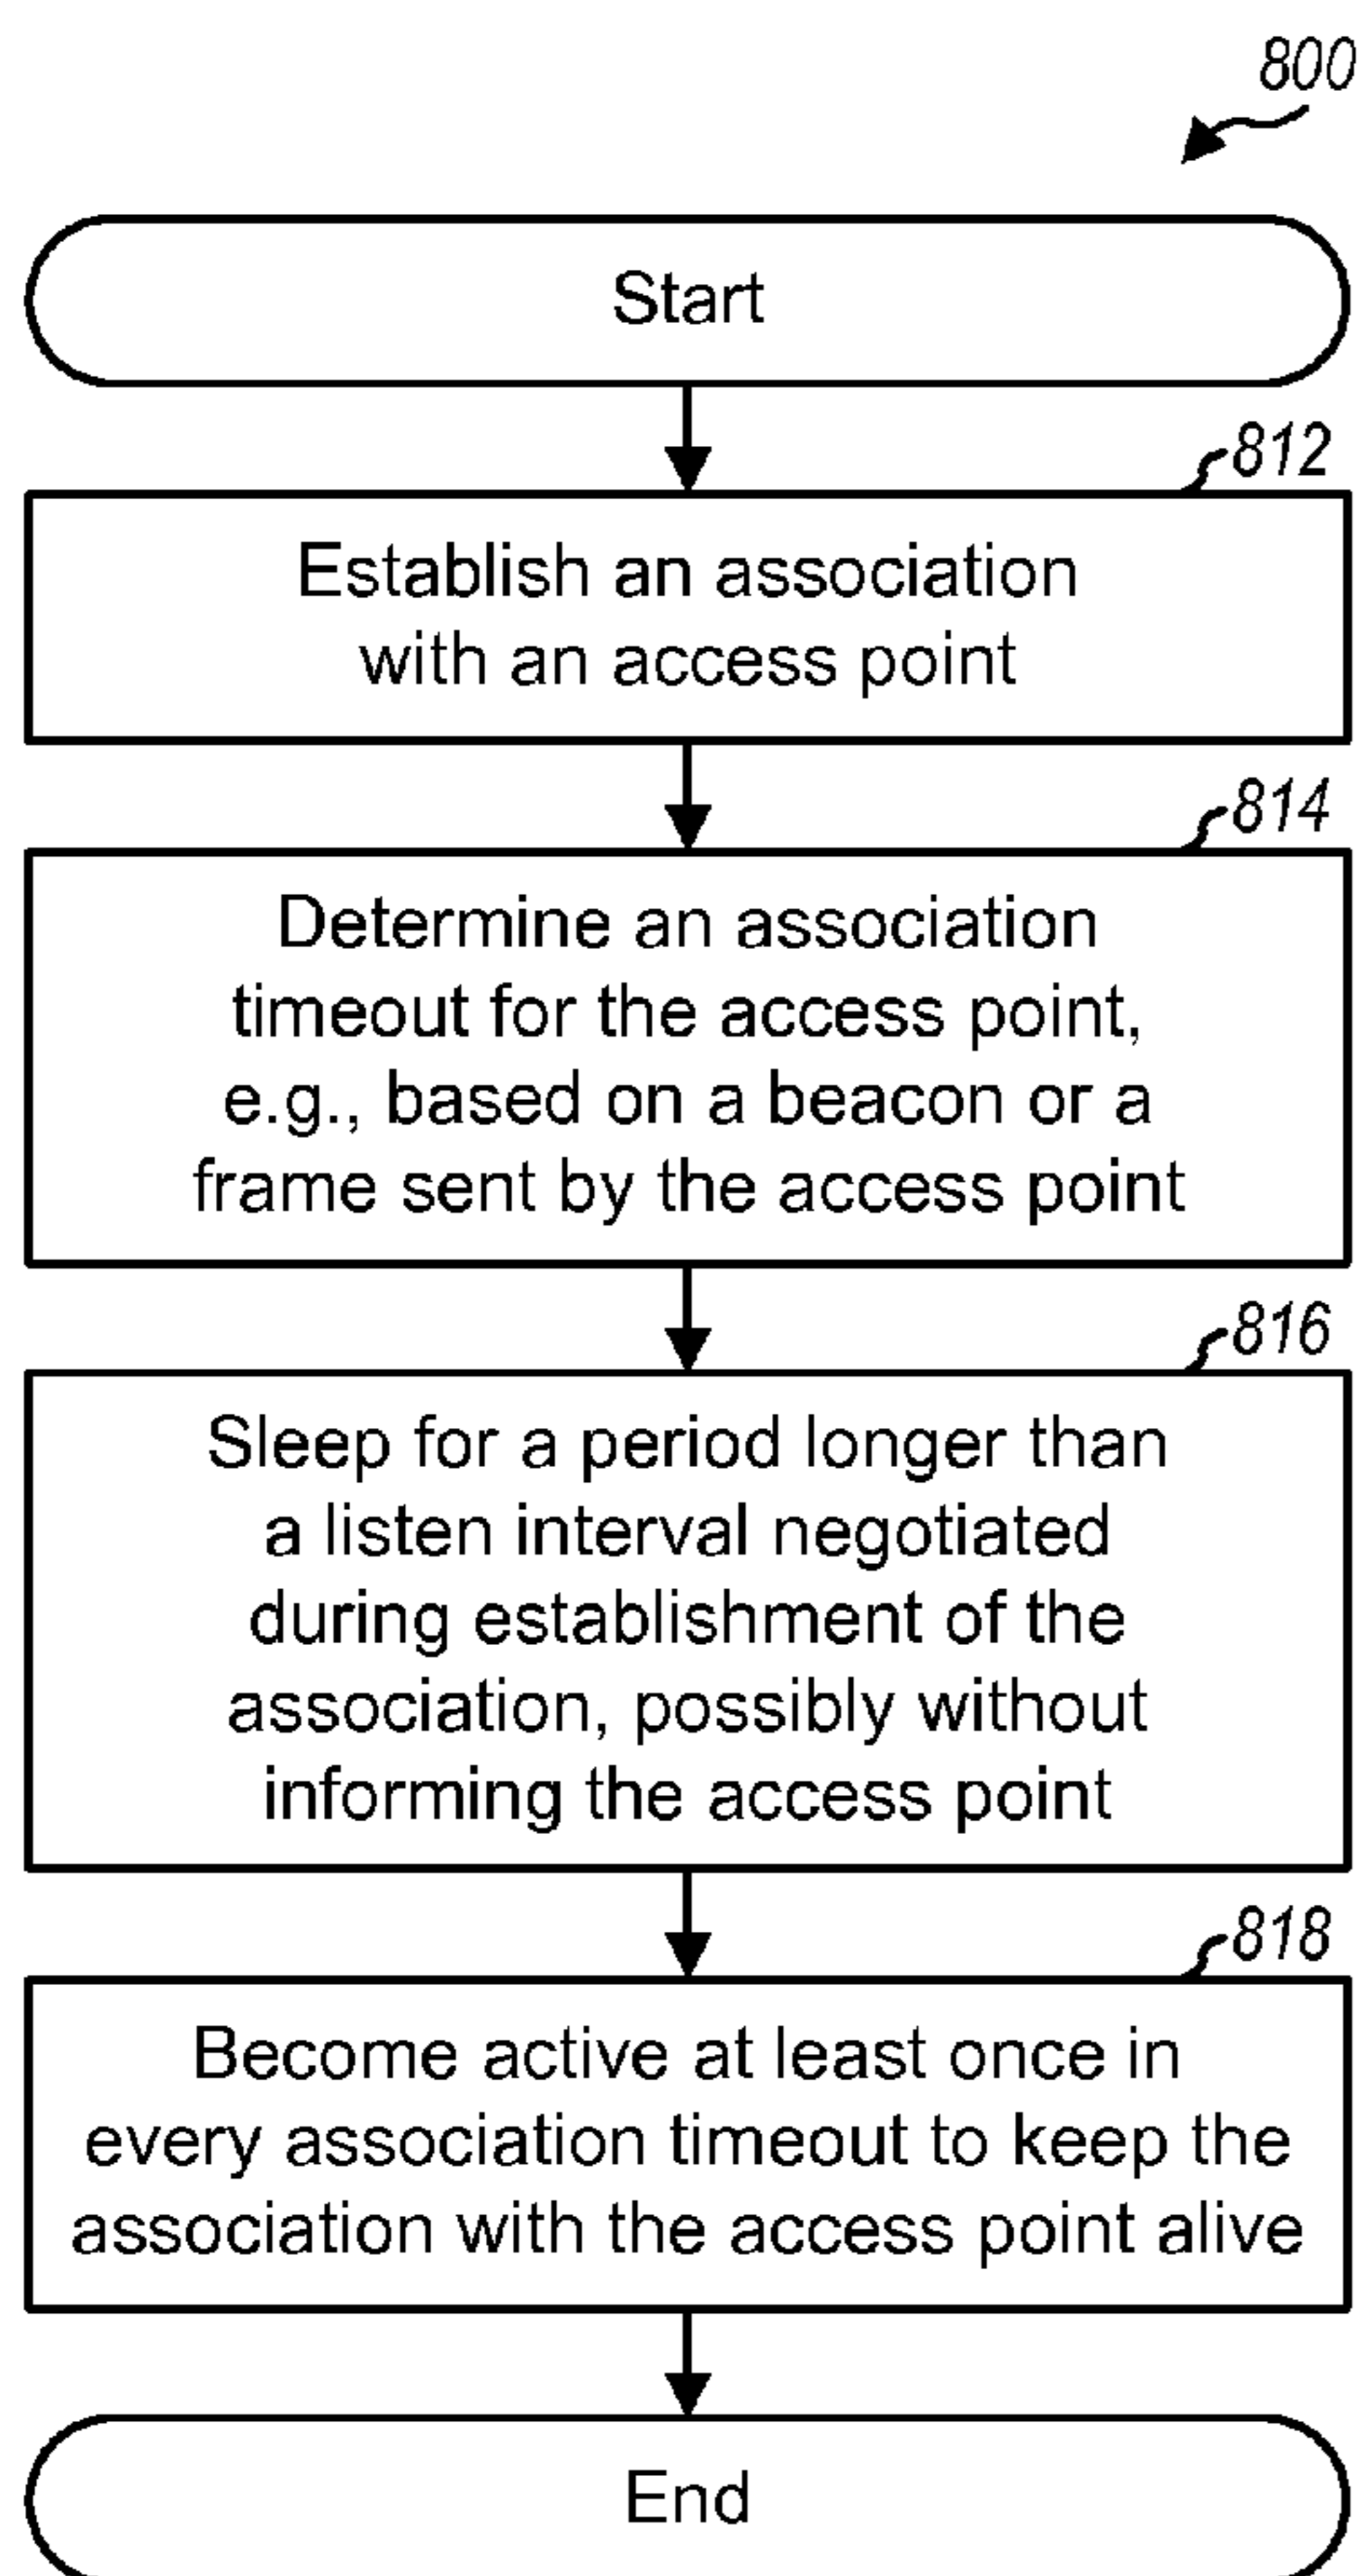 800
Start
812
Establish an association
with an access point
814
Determine an association
timeout for the access point,
e.g., based on a beacon or a
frame sent by the access point
816
Sleep for a period longer than
a listen interval negotiated
during establishment of the
association, possibly without
informing the access point
818
Become active at least once in
every association timeout to keep the
association with the access point alive
End